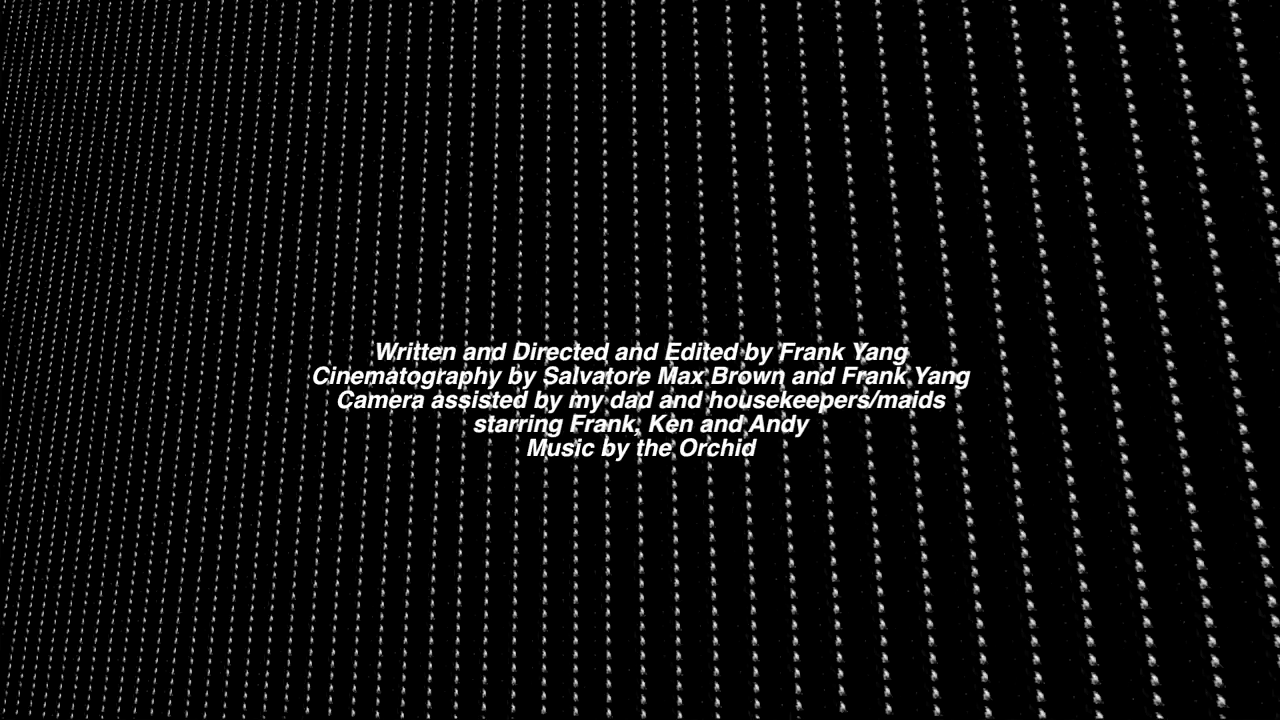 Written and Directed and Edited by Frank Yang
Cinematography by Salvatore Max Brown and Frank Yang
Camera assisted by my dad and housekeepers/maids
starring Frank, Ken and Andy
Music by the Orchid